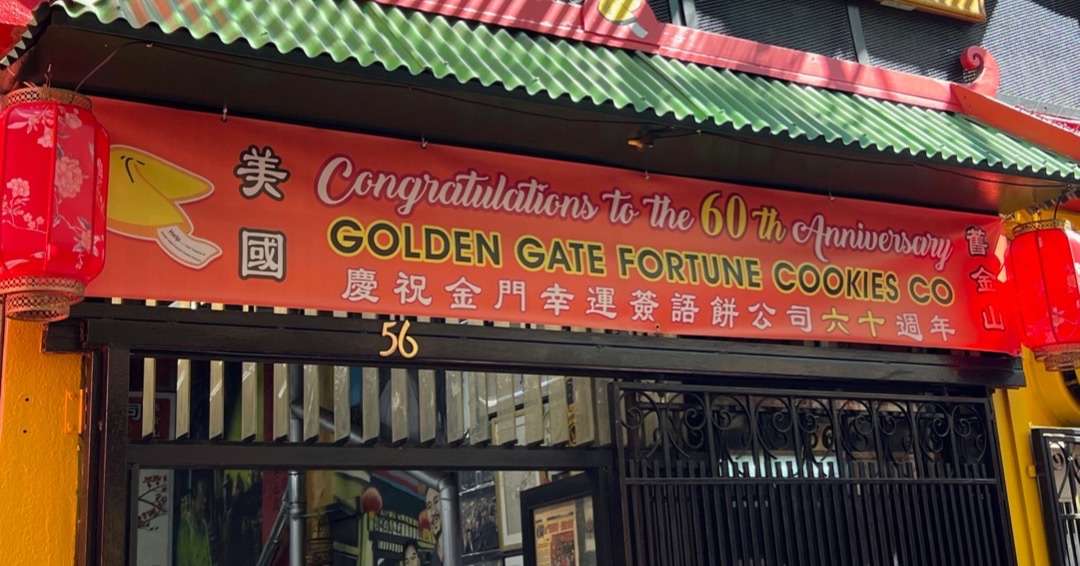 美國
Congratulations to the 60th Anniversary
GOLDEN GATE FORTUNE COOKIES CO
慶祝金門幸運簽語餅公司六十週年
舊金山
56